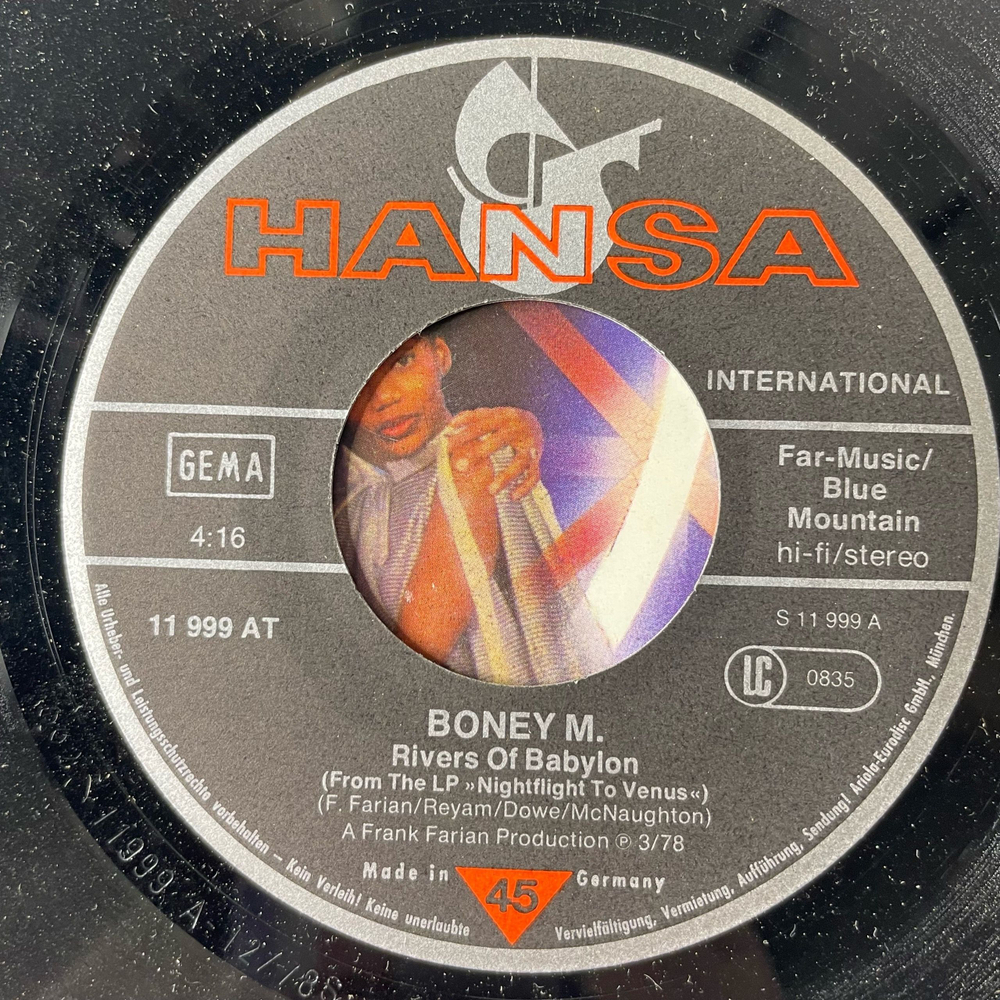 HANSA
INTERNATIONAL
GEMA
4:16
Far-Music/
Blue
Mountain
hi-fi/stereo
11 999 AT
S 11 999 A
LC 0835
BONEY M.
Rivers Of Babylon
(From The LP »Nightflight To Venus«)
(F. Farian/Reyam/Dowe/McNaughton)
A Frank Farian Production ℗ 3/78
Made in 45 Germany
Alle Urheber- und Leistungsschutzrechte vorbehalten – Kein Verleih! Keine unerlaubte Vervielfältigung, Vermietung, Aufführung, Sendung! Ariola-Eurodisc GmbH., München.
11999 A